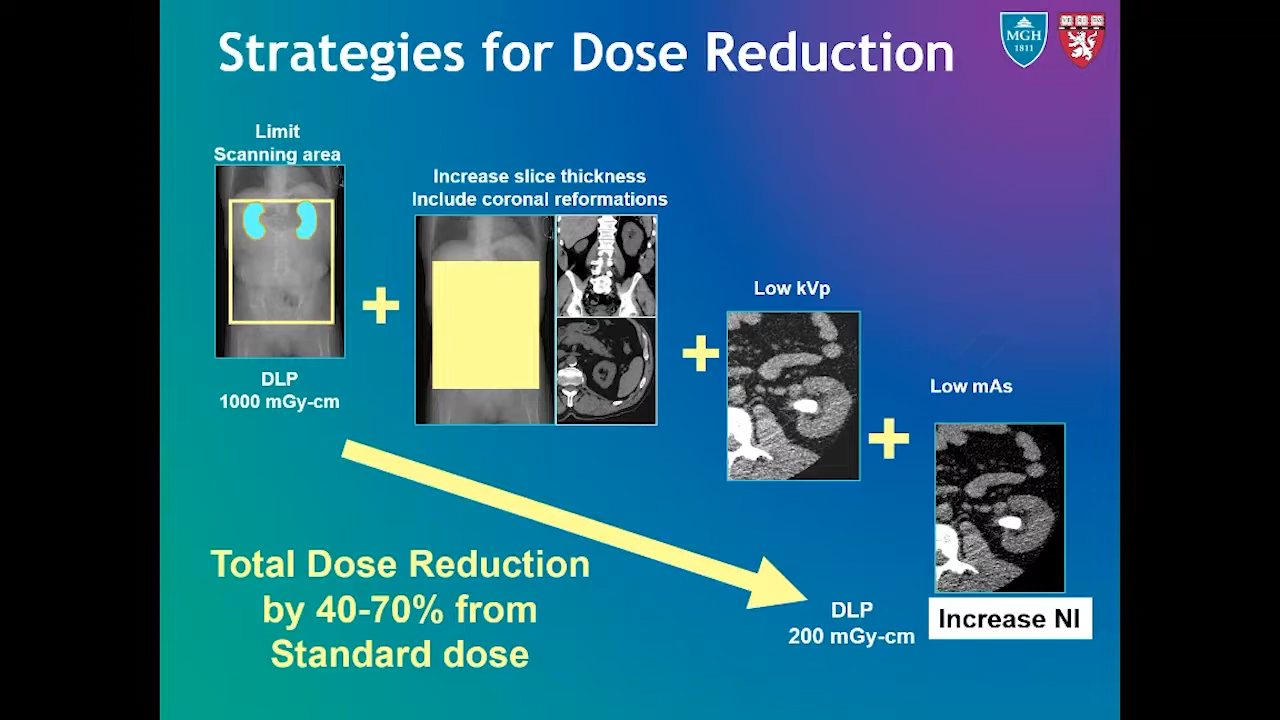 Strategies for Dose Reduction
MGH
1811
Limit
Scanning area
Increase slice thickness
Include coronal reformations
Low kVp
Low mAs
DLP
1000 mGy-cm
Total Dose Reduction
by 40-70% from
Standard dose
DLP
200 mGy-cm
Increase NI